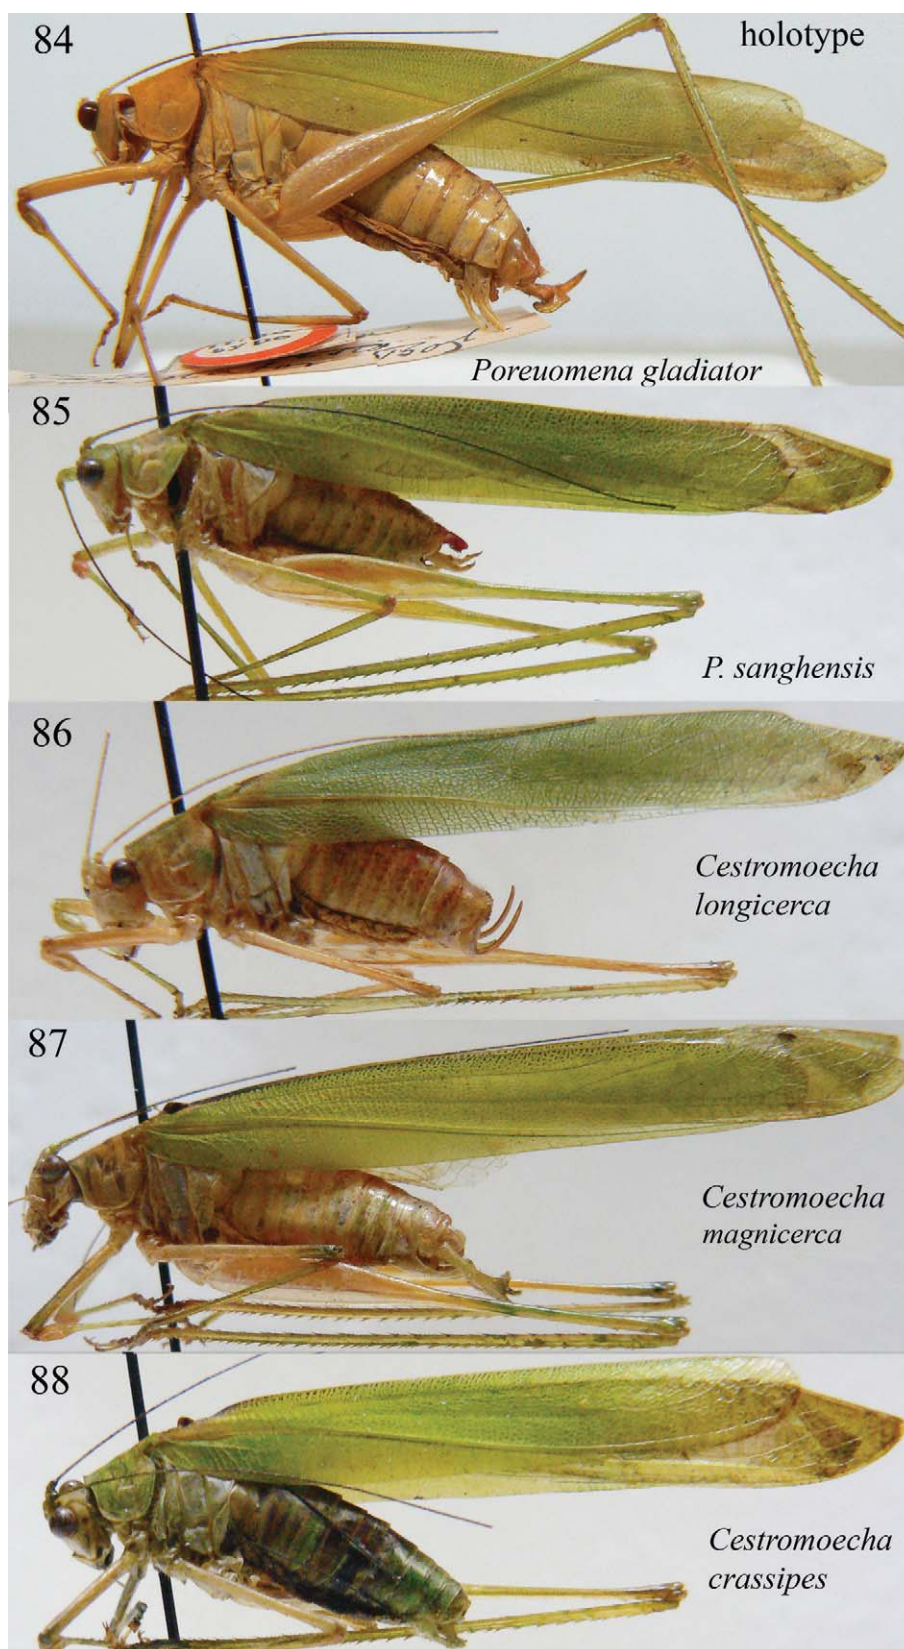 84
holotype
Poreuomena gladiator
85
P. sanghensis
86
Cestromoecha
longicerca
87
Cestromoecha
magnicerca
88
Cestromoecha
crassipes